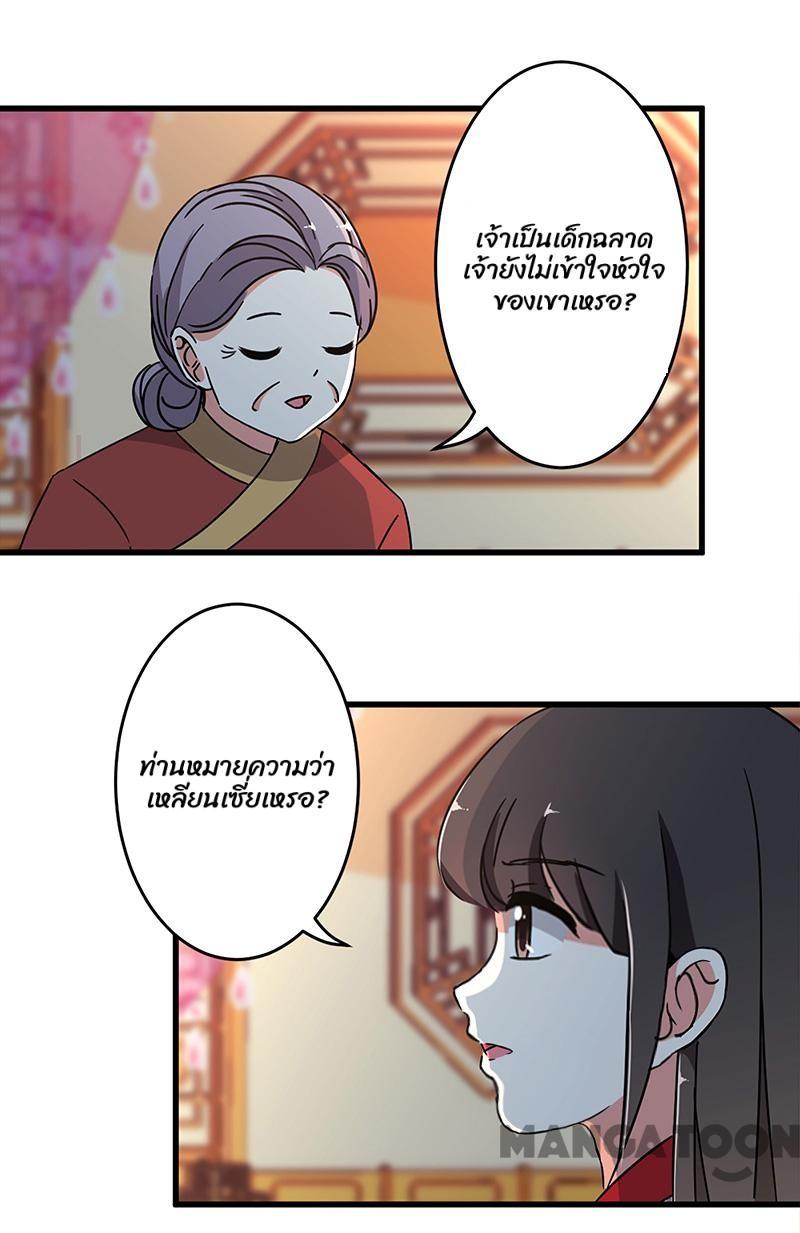 เจ้าเป็นเด็กฉลาด
เจ้ายังไม่เข้าใจหัวใจ
ของเขาเหรอ?
ท่านหมายความว่า
เหลียนเซี่ยเหรอ?
MANGATOON